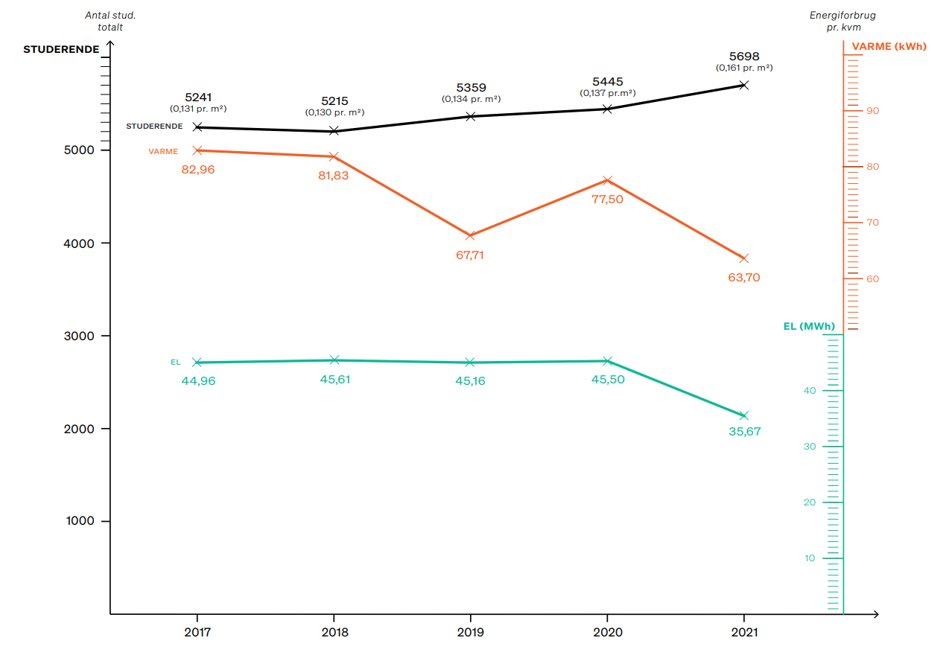 Antal stud.
totalt
Energiforbrug
pr. kvm
STUDERENDE
VARME (kWh)
5241
(0,131 pr. m²)
5215
(0,130 pr. m²)
5359
(0,134 pr. m²)
5445
(0,137 pr.m²)
5698
(0,161 pr. m²)
STUDERENDE
VARME
82,96
81,83
67,71
77,50
63,70
EL
44,96
45,61
45,16
45,50
35,67
5000
4000
3000
2000
1000
90
80
70
60
EL (MWh)
40
30
20
10
2017
2018
2019
2020
2021